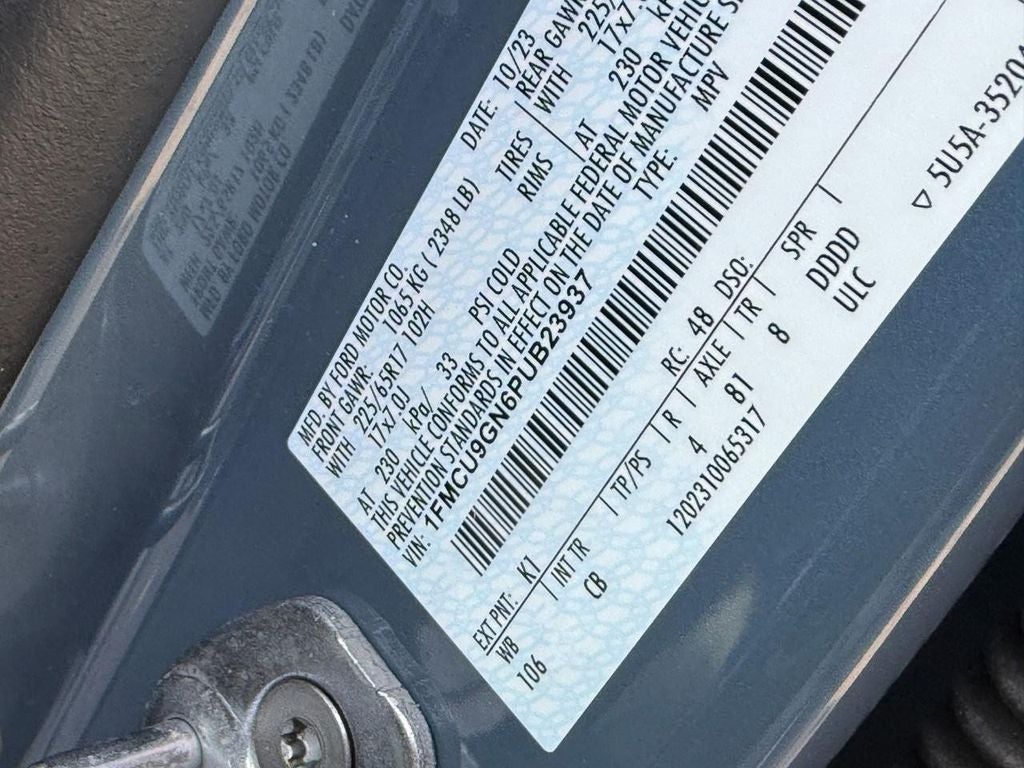 MFD. BY FORD MOTOR CO. DATE: 10/23
FRONT GAWR: 1065 KG ( 2348 LB) REAR GAWR
WITH 225/65R17 102H TIRES WITH 225/
17x7.0J RIMS 17x7.
AT 230 kPa/ 33 PSI COLD AT 230 KP
THIS VEHICLE CONFORMS TO ALL APPLICABLE FEDERAL MOTOR VEHIC
PREVENTION STANDARDS IN EFFECT ON THE DATE OF MANUFACTURE S
VIN: 1FMCU9GN6PUB23937 TYPE: MPV
EXT PNT: K1 RC: 48 DSO:
WB INT TR TP/PS R AXLE TR SPR
106 CB 4 81 8 DDDD
1202310065317 ULC
▽ 5U5A-35204